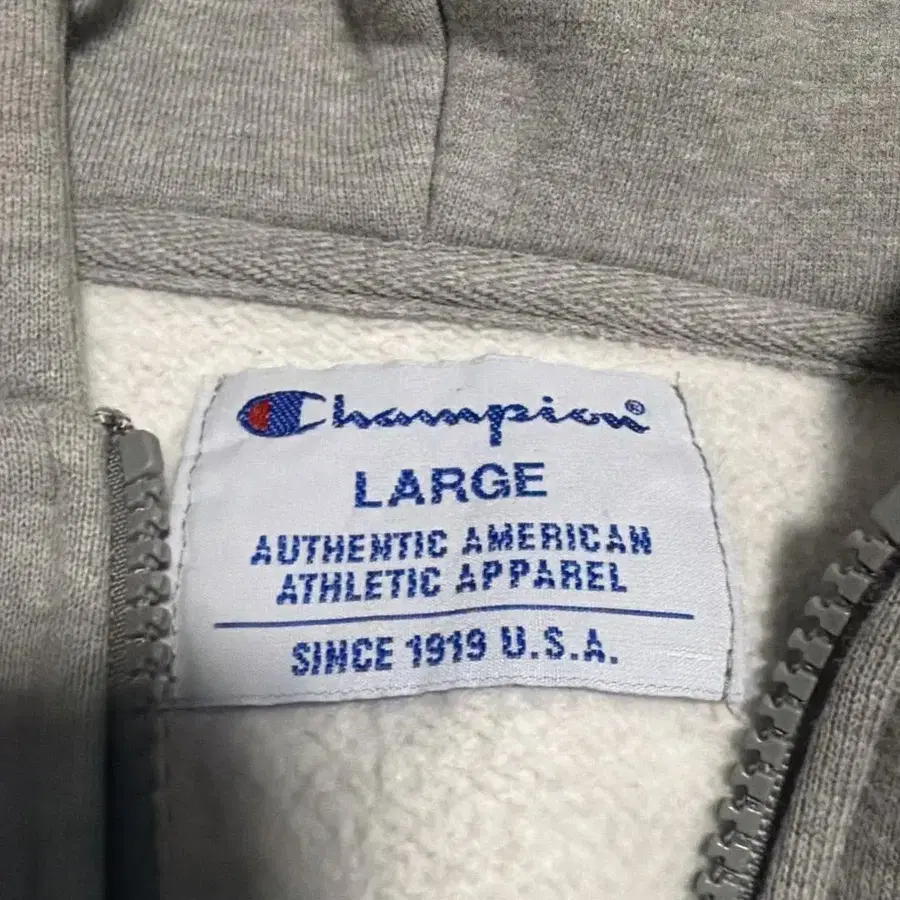 Champion®
LARGE
AUTHENTIC AMERICAN
ATHLETIC APPAREL
SINCE 1919 U.S.A.